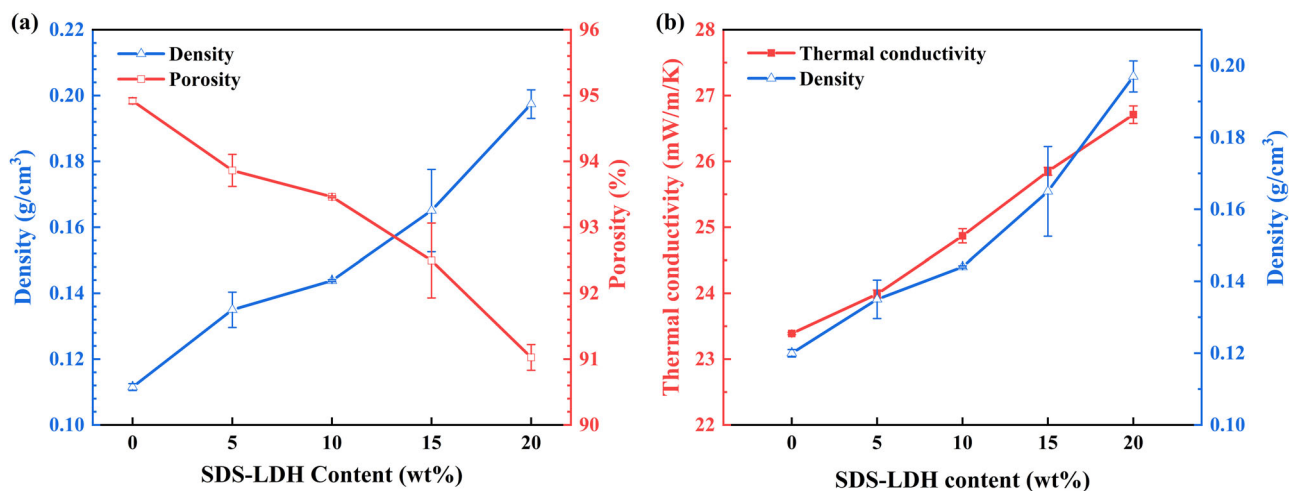 (a)
Density
Porosity
Density (g/cm³)
0.22
0.20
0.18
0.16
0.14
0.12
0.10
96
95
94
93
92
91
90
Porosity (%)
0 5 10 15 20
SDS-LDH Content (wt%)
(b)
Thermal conductivity
Density
Thermal conductivity (mW/m/K)
28
27
26
25
24
23
22
0.20
0.18
0.16
0.14
0.12
0.10
Density (g/cm³)
0 5 10 15 20
SDS-LDH content (wt%)